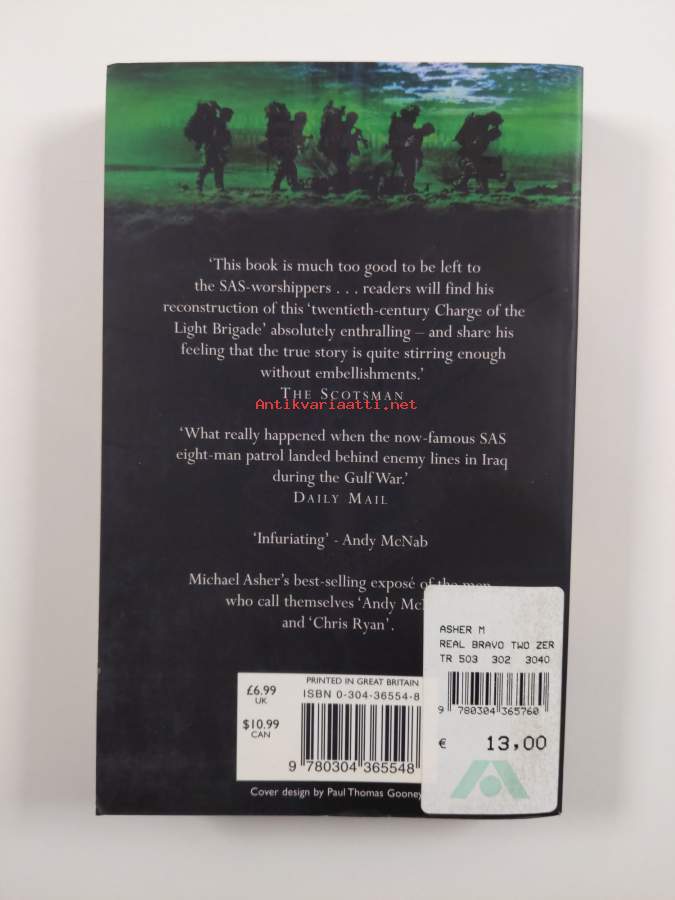 ‘This book is much too good to be left to
the SAS-worshippers . . . readers will find his
reconstruction of this ‘twentieth-century Charge of the
Light Brigade’ absolutely enthralling – and share his
feeling that the true story is quite stirring enough
without embellishments.’
THE SCOTSMAN
Antikvariaatti.net
‘What really happened when the now-famous SAS
eight-man patrol landed behind enemy lines in Iraq
during the Gulf War.’
DAILY MAIL
‘Infuriating’ - Andy McNab
Michael Asher’s best-selling exposé of the men
who call themselves ‘Andy Mc
and ‘Chris Ryan’.
£6.99
UK
$10.99
CAN
PRINTED IN GREAT BRITAIN
ISBN 0-304-36554-8
9 780304 365548
Cover design by Paul Thomas Gooney
ASHER M
REAL BRAVO TWO ZER
TR 503 302 3040
9 780304 365760
€ 13,00